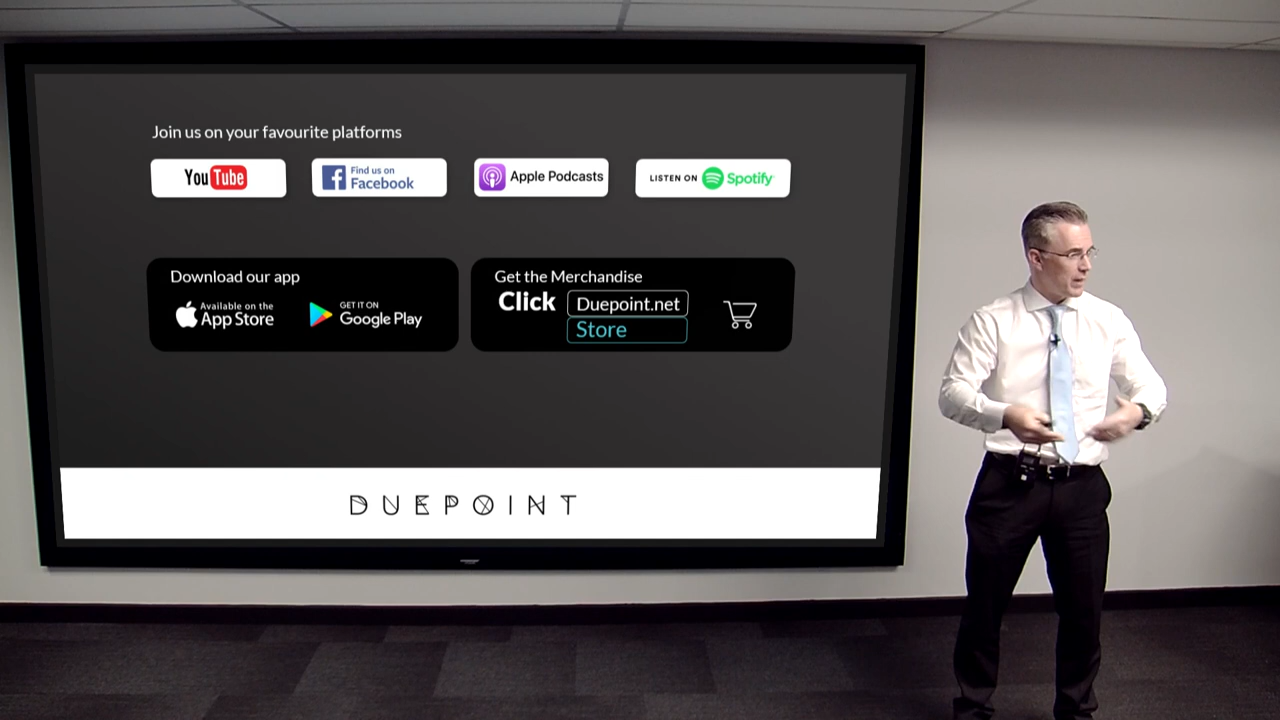 Join us on your favourite platforms
YouTube
Find us on
Facebook
Apple Podcasts
LISTEN ON Spotify
Download our app
Available on the
App Store
GET IT ON
Google Play
Get the Merchandise
Click Duepoint.net
Store
DUEPOINT